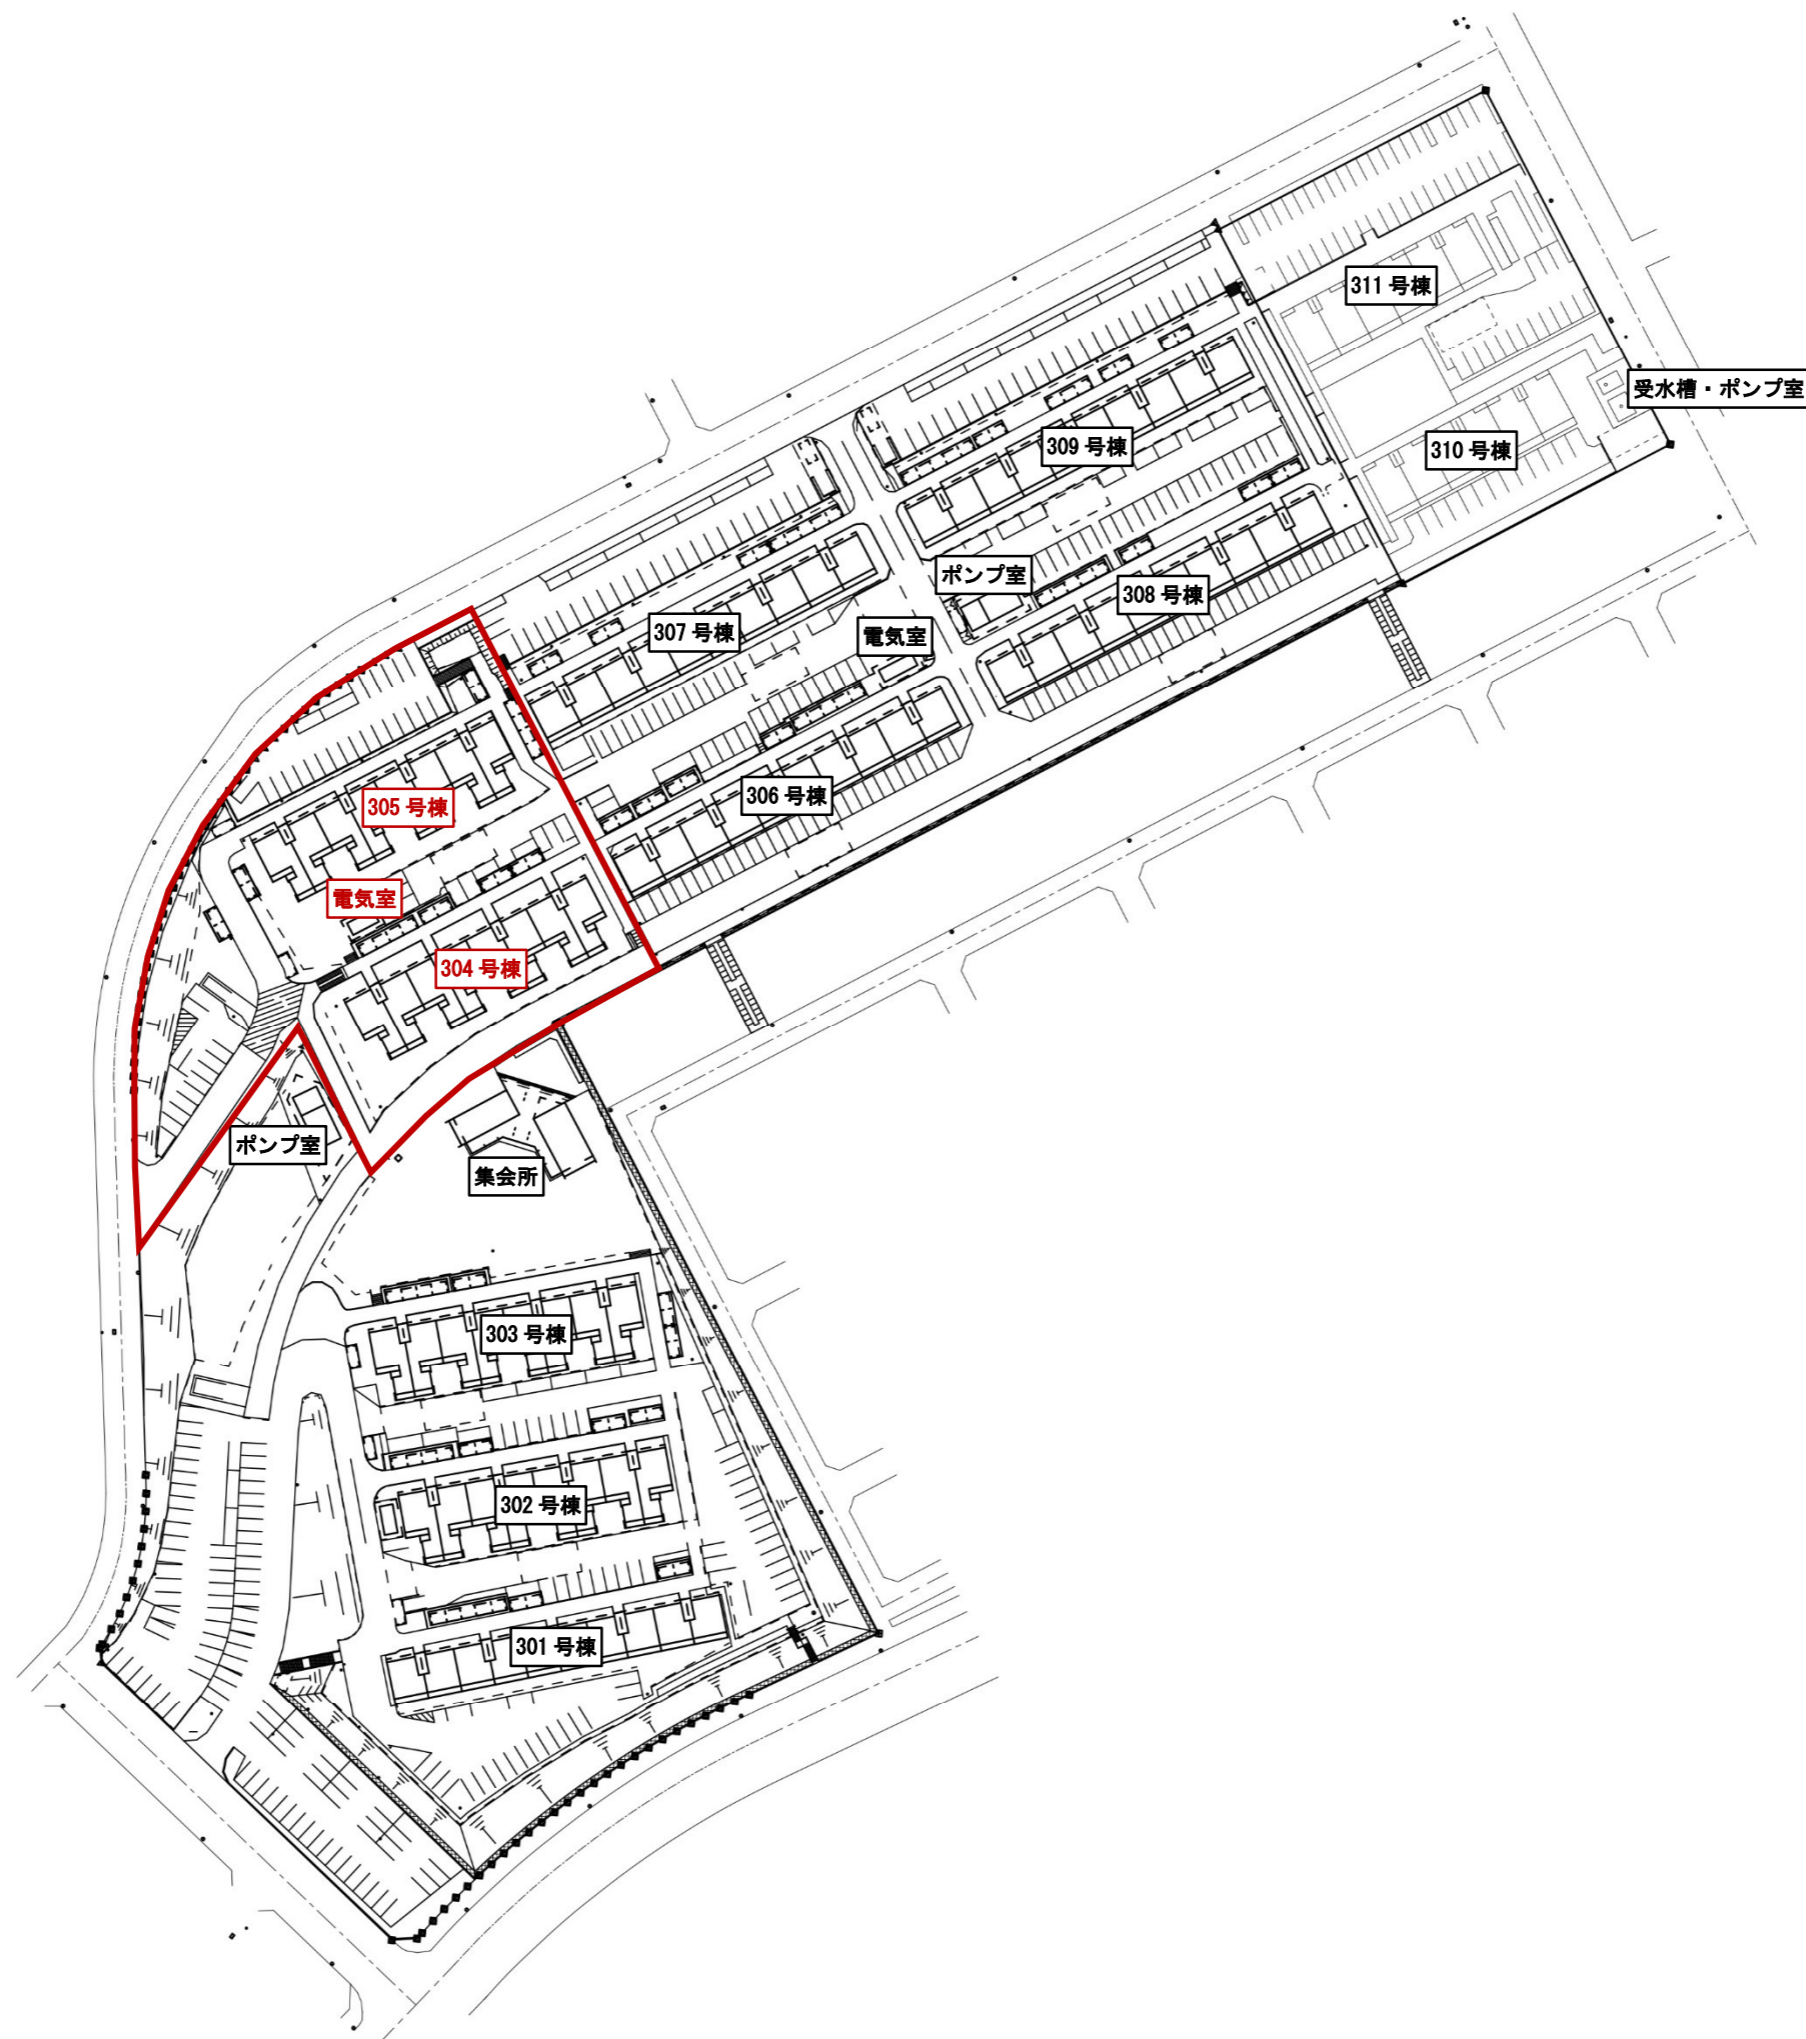 311 号棟
受水槽・ポンプ室
309 号棟
310 号棟
ポンプ室
308 号棟
307 号棟
電気室
306 号棟
305 号棟
電気室
304 号棟
ポンプ室
集会所
303 号棟
302 号棟
301 号棟